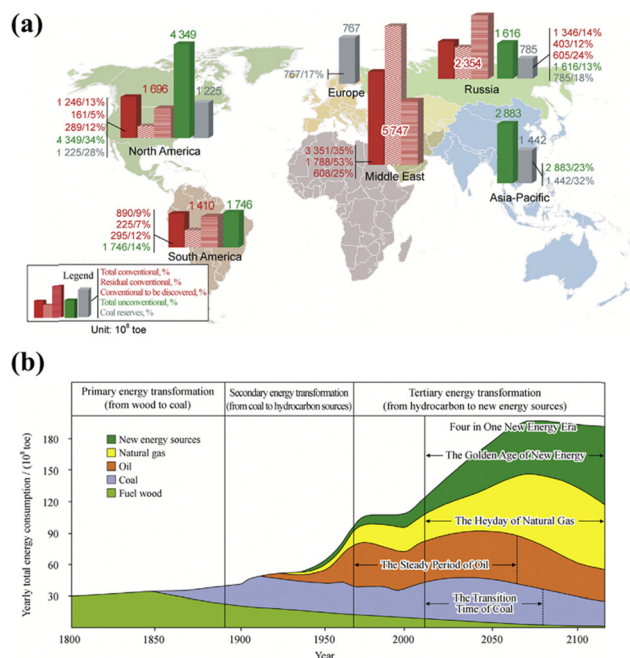 (a)
4 349
1 696
1 225
1 246/13%
161/5%
289/12%
4 349/34%
1 225/28%
North America
767
767/17%
Europe
5 747
3 351/35%
1 788/53%
608/25%
Middle East
2 354
1 616
785
1 346/14%
403/12%
605/24%
1 616/13%
785/18%
Russia
2 883
1 442
2 883/23%
1 442/32%
Asia-Pacific
1 410
1 746
890/9%
225/7%
295/12%
1 746/14%
South America
Legend
Total conventional, %
Residual conventional, %
Conventional to be discovered, %
Total unconventional, %
Coal reserves, %
Unit: 10⁸ toe
(b)
Primary energy transformation
(from wood to coal)
Secondary energy transformation
(from coal to hydrocarbon sources)
Tertiary energy transformation
(from hydrocarbon to new energy sources)
Four in One New Energy Era
The Golden Age of New Energy
The Heyday of Natural Gas
The Steady Period of Oil
The Transition
Time of Coal
New energy sources
Natural gas
Oil
Coal
Fuel wood
Yearly total energy consumption / (10⁸ toe)
180
150
120
90
60
30
1800
1850
1900
1950
2000
2050
2100
Year